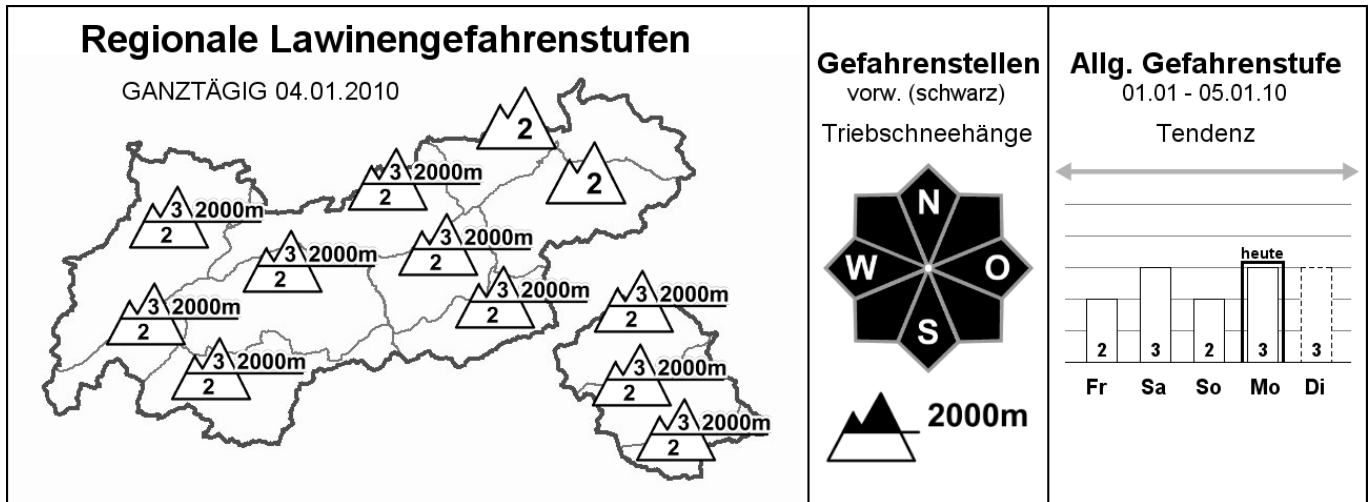 Regionale Lawinengefahrenstufen
GANZTÄGIG 04.01.2010
2
2
3 2000m
2
3 2000m
2
3 2000m
2
3 2000m
2
3 2000m
2
3 2000m
2
3 2000m
2
3 2000m
2
3 2000m
2
3 2000m
2
Gefahrenstellen
vorw. (schwarz)
Triebschneehänge
N
W O
S
2000m
Allg. Gefahrenstufe
01.01 - 05.01.10
Tendenz
heute
2 3 2 3 3
Fr Sa So Mo Di